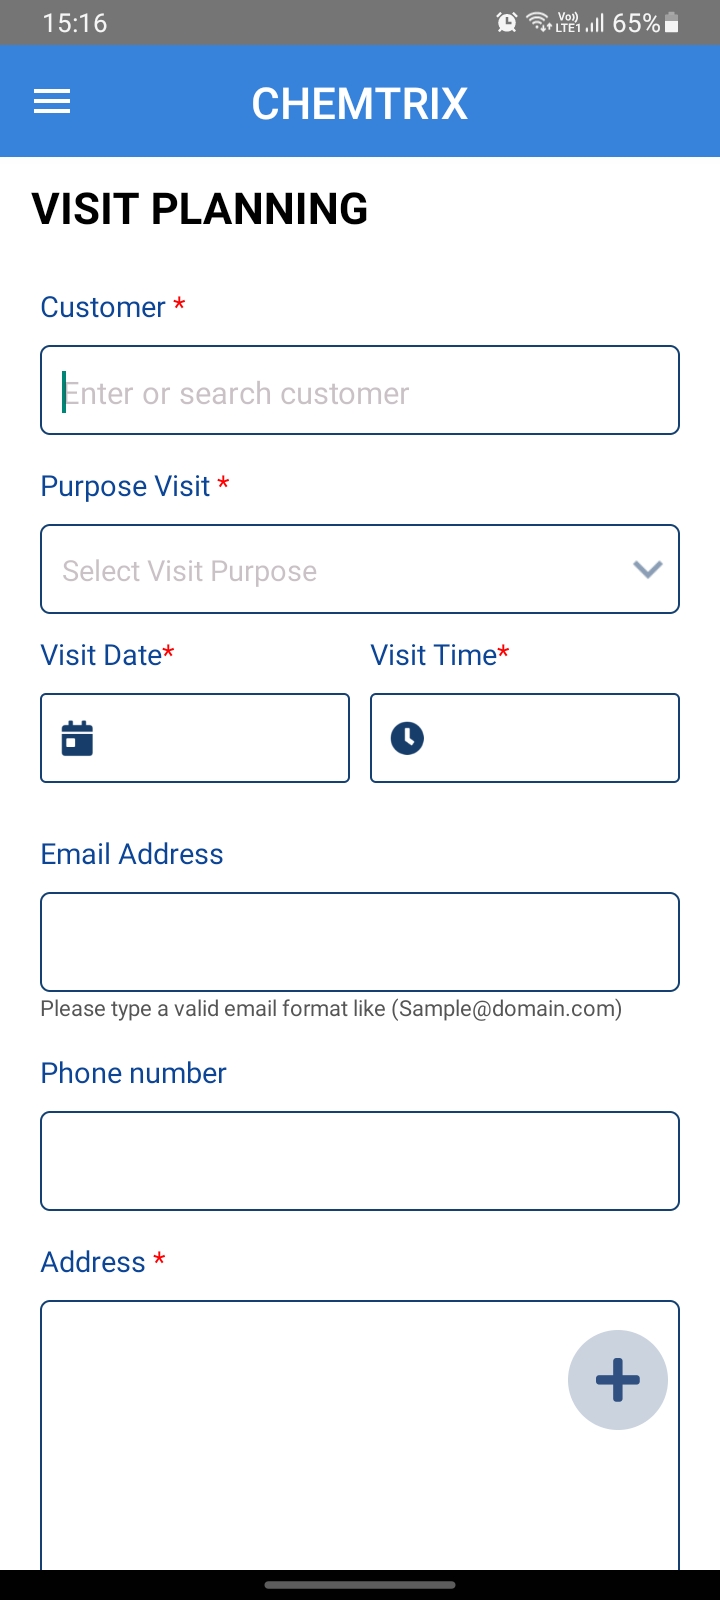 15:16 Vo)) LTE1 65%
CHEMTRIX
VISIT PLANNING
Customer *
Enter or search customer
Purpose Visit *
Select Visit Purpose
Visit Date* Visit Time*
Email Address
Please type a valid email format like (Sample@domain.com)
Phone number
Address *